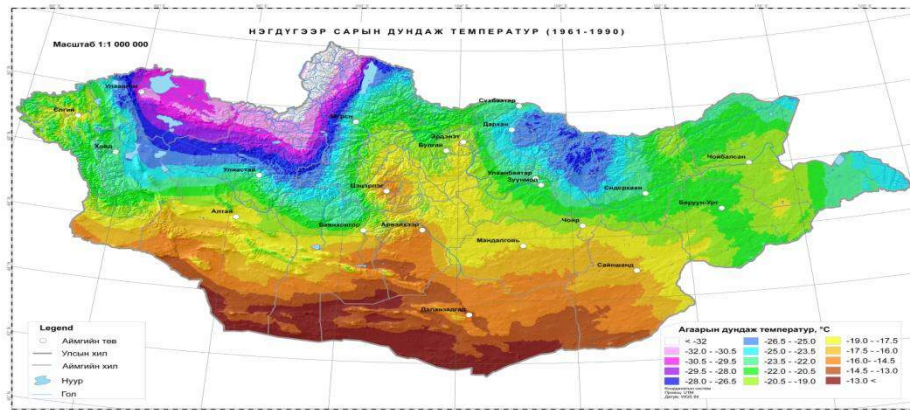 НЭГДҮГЭЭР САРЫН ДУНДАЖ ТЕМПЕРАТУР (1961-1990)
Масштаб 1:1 000 000
Улаангом
Өлгий
Ховд
Улиастай
Алтай
Мөрөн
Булган
Эрдэнэт
Сүхбаатар
Дархан
Улаанбаатар
Зуунмод
Цэцэрлэг
Баянхонгор
Арвайхээр
Мандалговь
Чойр
Сайншанд
Даланзадгад
Өндөрхаан
Чойбалсан
Баруун-Урт
Legend
Аймгийн төв
Улсын хил
Аймгийн хил
Нуур
Гол
Агаарын дундаж температур, °C
< -32
-32.0 - -30.5
-30.5 - -29.5
-29.5 - -28.0
-28.0 - -26.5
-26.5 - -25.0
-25.0 - -23.5
-23.5 - -22.0
-22.0 - -20.5
-20.5 - -19.0
-19.0 - -17.5
-17.5 - -16.0
-16.0 - -14.5
-14.5 - -13.0
-13.0 <